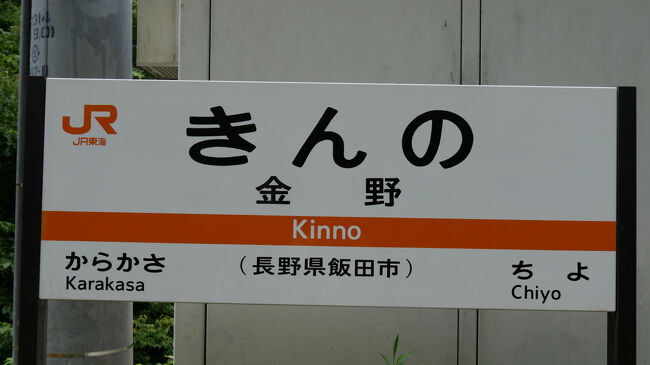 JR
JR東海
きんの
金野
Kinno
からかさ
Karakasa
（長野県飯田市）
ちよ
Chiyo